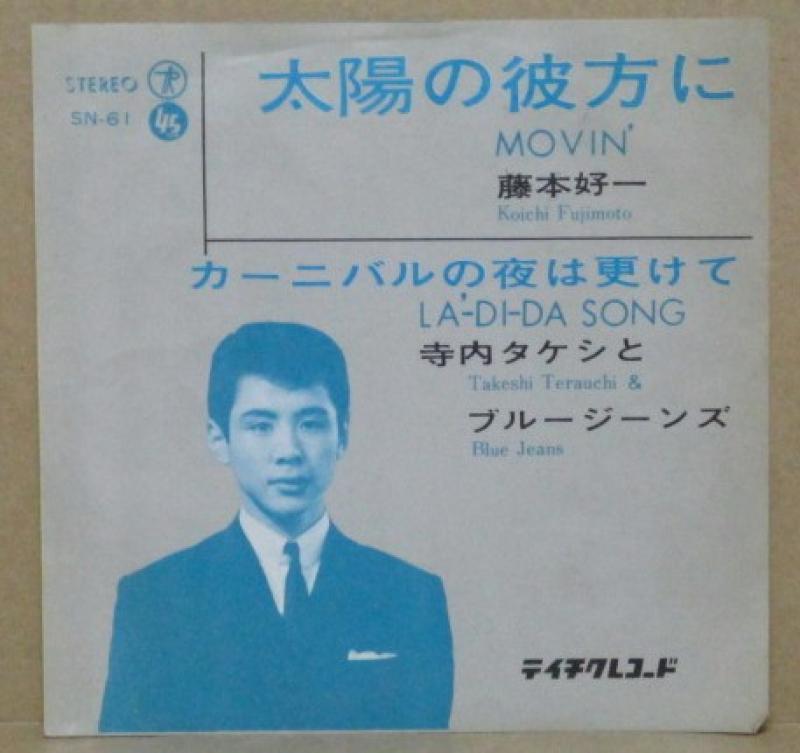 STEREO
SN-61
45
太陽の彼方に
MOVIN'
藤本好一
Koichi Fujimoto
カーニバルの夜は更けて
LA'-DI-DA SONG
寺内タケシと
Takeshi Terauchi &
ブルージーンズ
Blue Jeans
テイチクレコード